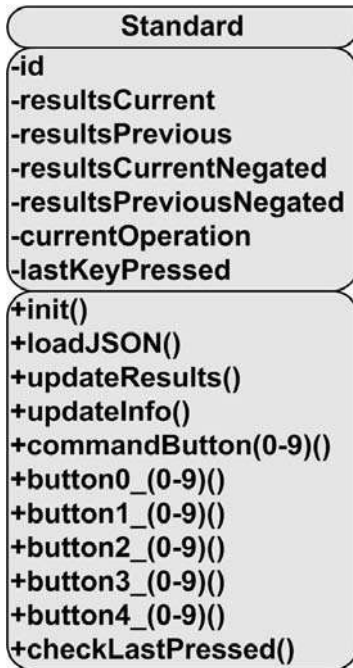 Standard
-id
-resultsCurrent
-resultsPrevious
-resultsCurrentNegated
-resultsPreviousNegated
-currentOperation
-lastKeyPressed
+init()
+loadJSON()
+updateResults()
+updateInfo()
+commandButton(0-9)()
+button0_(0-9)()
+button1_(0-9)()
+button2_(0-9)()
+button3_(0-9)()
+button4_(0-9)()
+checkLastPressed()